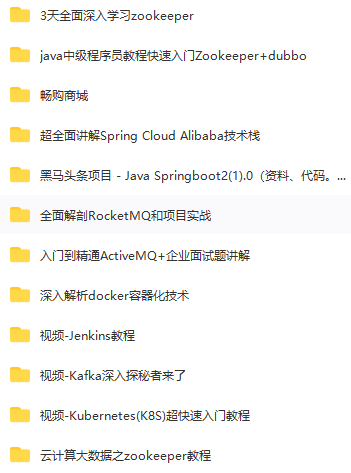 3天全面深入学习zookeeper
java中级程序员教程快速入门Zookeeper+dubbo
畅购商城
超全面讲解Spring Cloud Alibaba技术栈
黑马头条项目 - Java Springboot2(1).0（资料、代码。...
全面解剖RocketMQ和项目实战
入门到精通ActiveMQ+企业面试题讲解
深入解析docker容器化技术
视频-Jenkins教程
视频-Kafka深入探秘者来了
视频-Kubernetes(K8S)超快速入门教程
云计算大数据之zookeeper教程